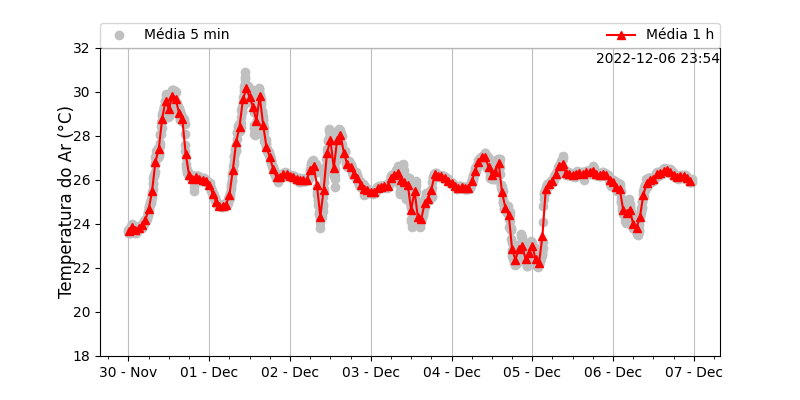 Média 5 min
Média 1 h
2022-12-06 23:54
Temperatura do Ar (°C)
32
30
28
26
24
22
20
18
30 - Nov
01 - Dec
02 - Dec
03 - Dec
04 - Dec
05 - Dec
06 - Dec
07 - Dec